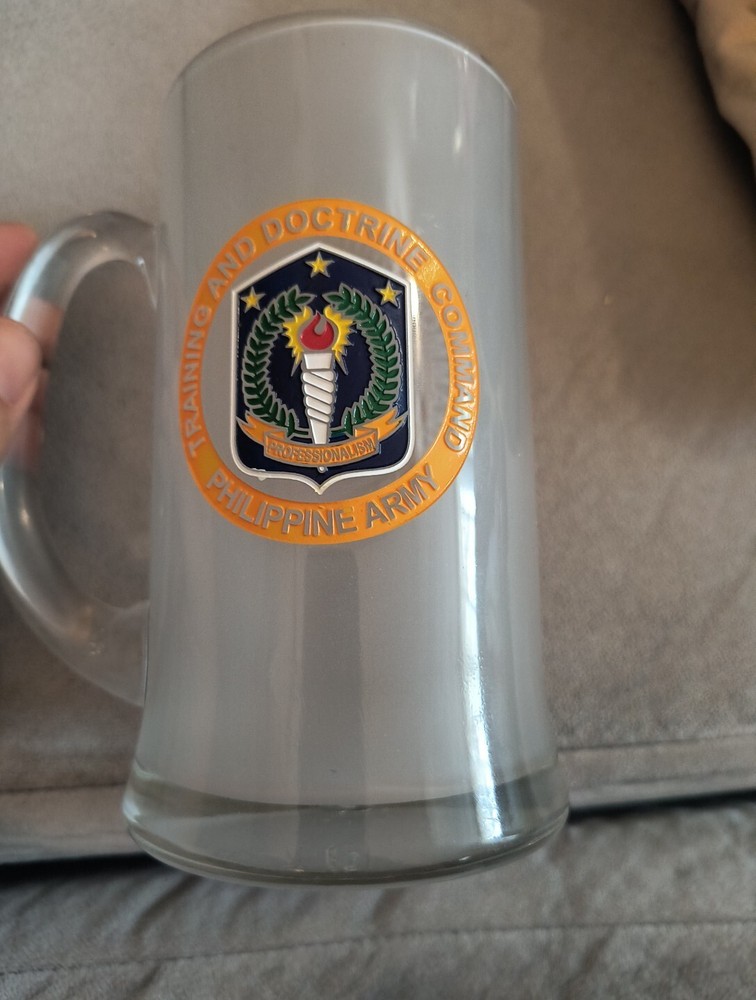 TRAINING AND DOCTRINE COMMAND
PROFESSIONALISM
PHILIPPINE ARMY